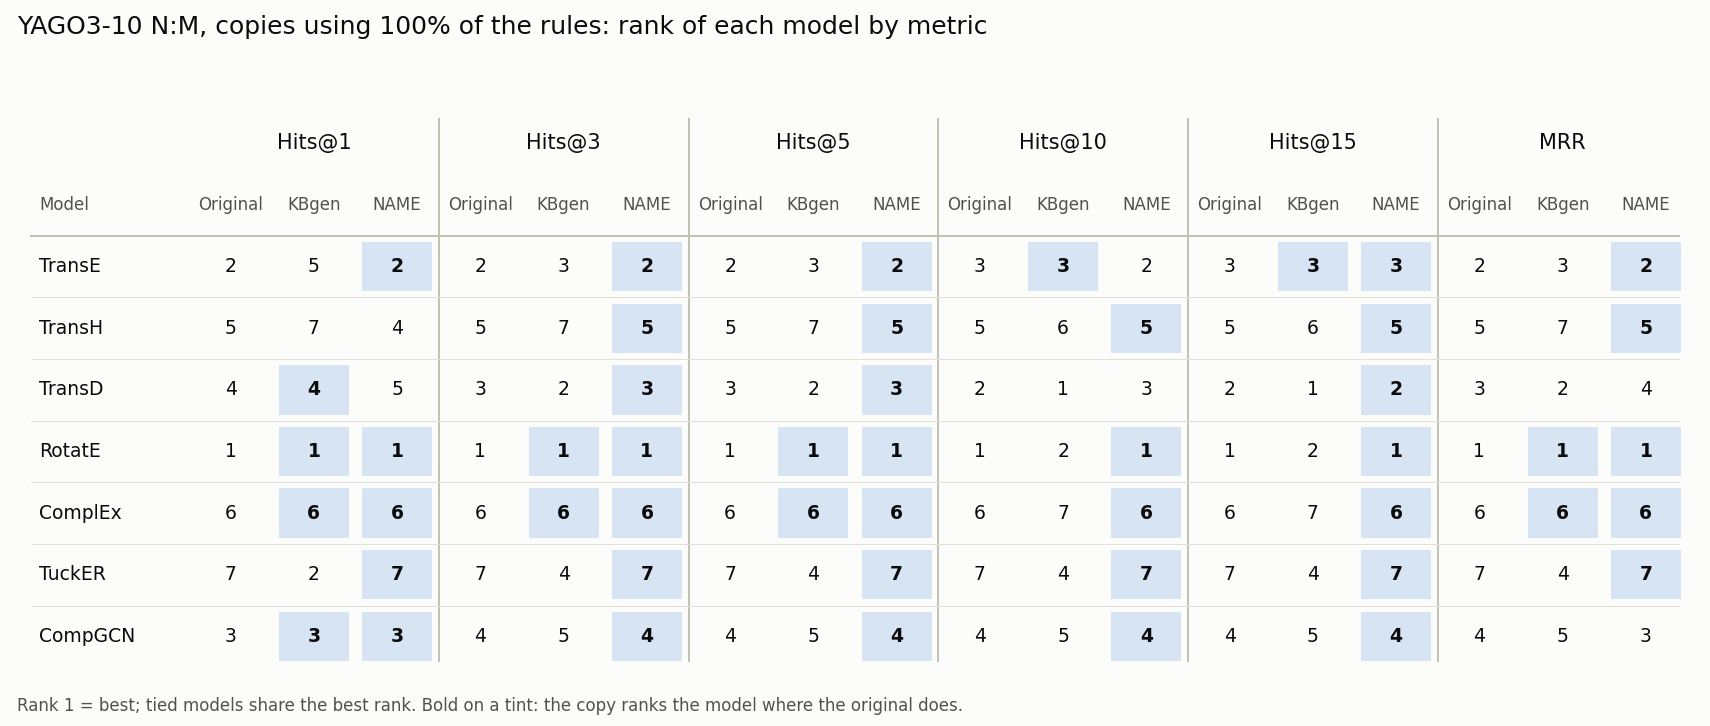 YAGO3-10 N:M, copies using 100% of the rules: rank of each model by metric
Hits@1 Hits@3 Hits@5 Hits@10 Hits@15 MRR
Model Original KBgen NAME Original KBgen NAME Original KBgen NAME Original KBgen NAME Original KBgen NAME Original KBgen NAME
TransE 2 5 2 2 3 2 2 3 2 3 3 2 3 3 3 2 3 2
TransH 5 7 4 5 7 5 5 7 5 5 6 5 5 6 5 5 7 5
TransD 4 4 5 3 2 3 3 2 3 2 1 3 2 1 2 3 2 4
RotatE 1 1 1 1 1 1 1 1 1 1 2 1 1 2 1 1 1 1
ComplEx 6 6 6 6 6 6 6 6 6 6 7 6 6 7 6 6 6 6
TuckER 7 2 7 7 4 7 7 4 7 7 4 7 7 4 7 7 4 7
CompGCN 3 3 3 4 5 4 4 5 4 4 5 4 4 5 4 4 5 3
Rank 1 = best; tied models share the best rank. Bold on a tint: the copy ranks the model where the original does.